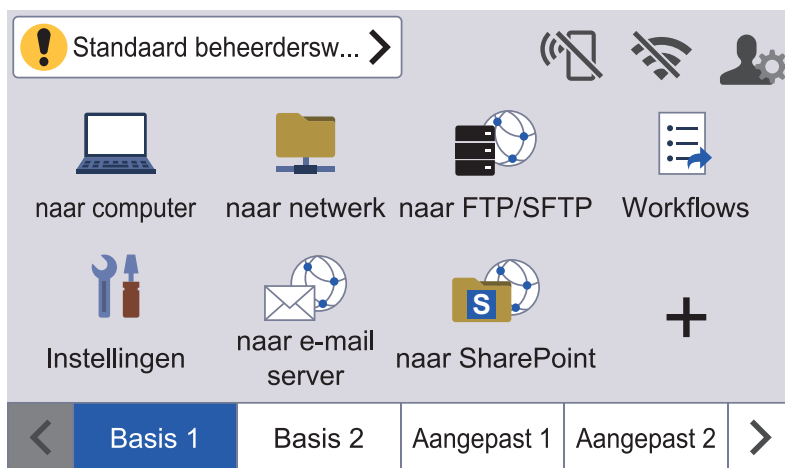 Standaard beheerdersw...
naar computer
naar netwerk
naar FTP/SFTP
Workflows
Instellingen
naar e-mail
server
S
naar SharePoint
Basis 1
Basis 2
Aangepast 1
Aangepast 2